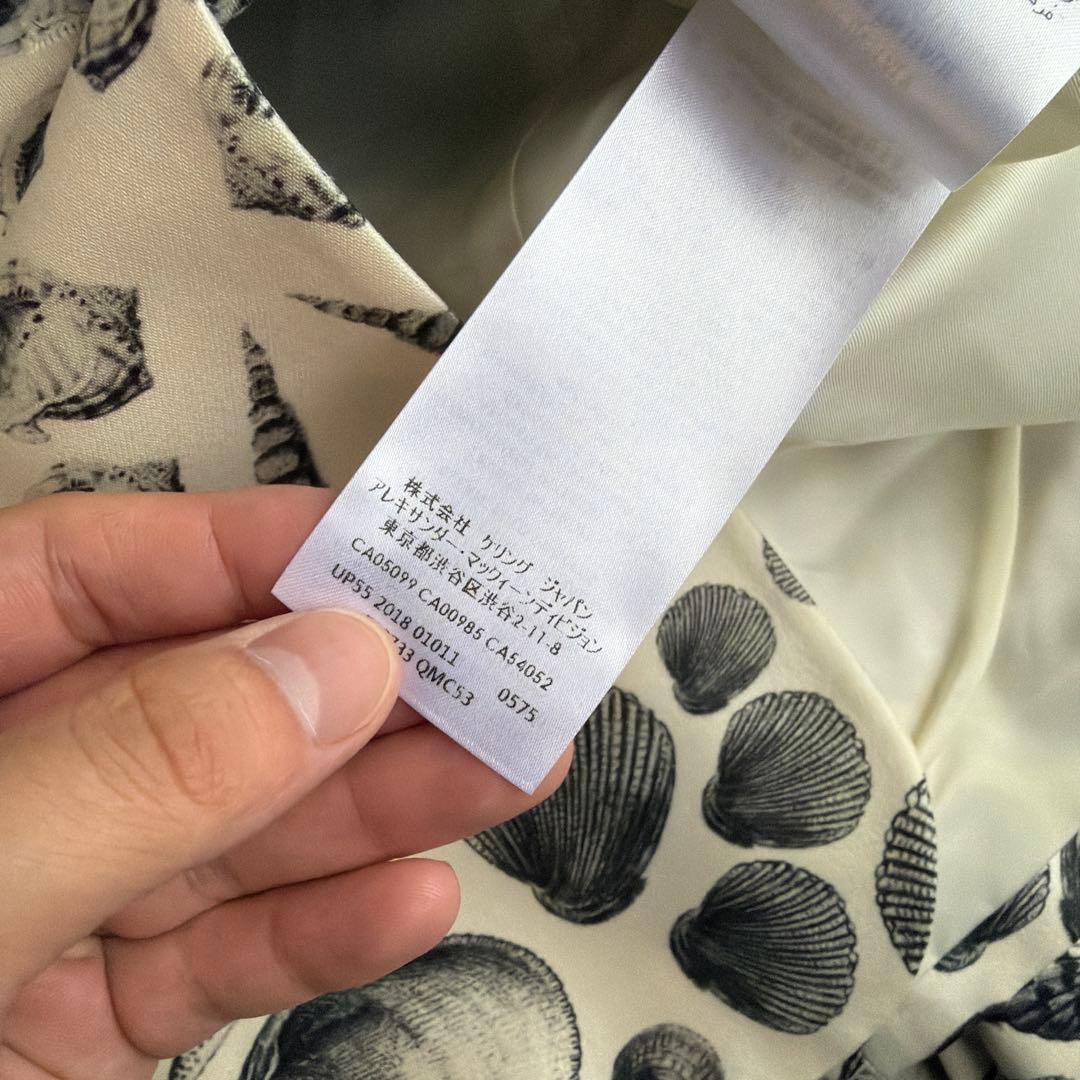 株式会社 ケリング ジャパン
アレキサンダー・マックイーンディビジョン
東京都渋谷区渋谷2-11-8
CA05099 CA00985 CA54052
UP55 2018 01011
QMC53 0575